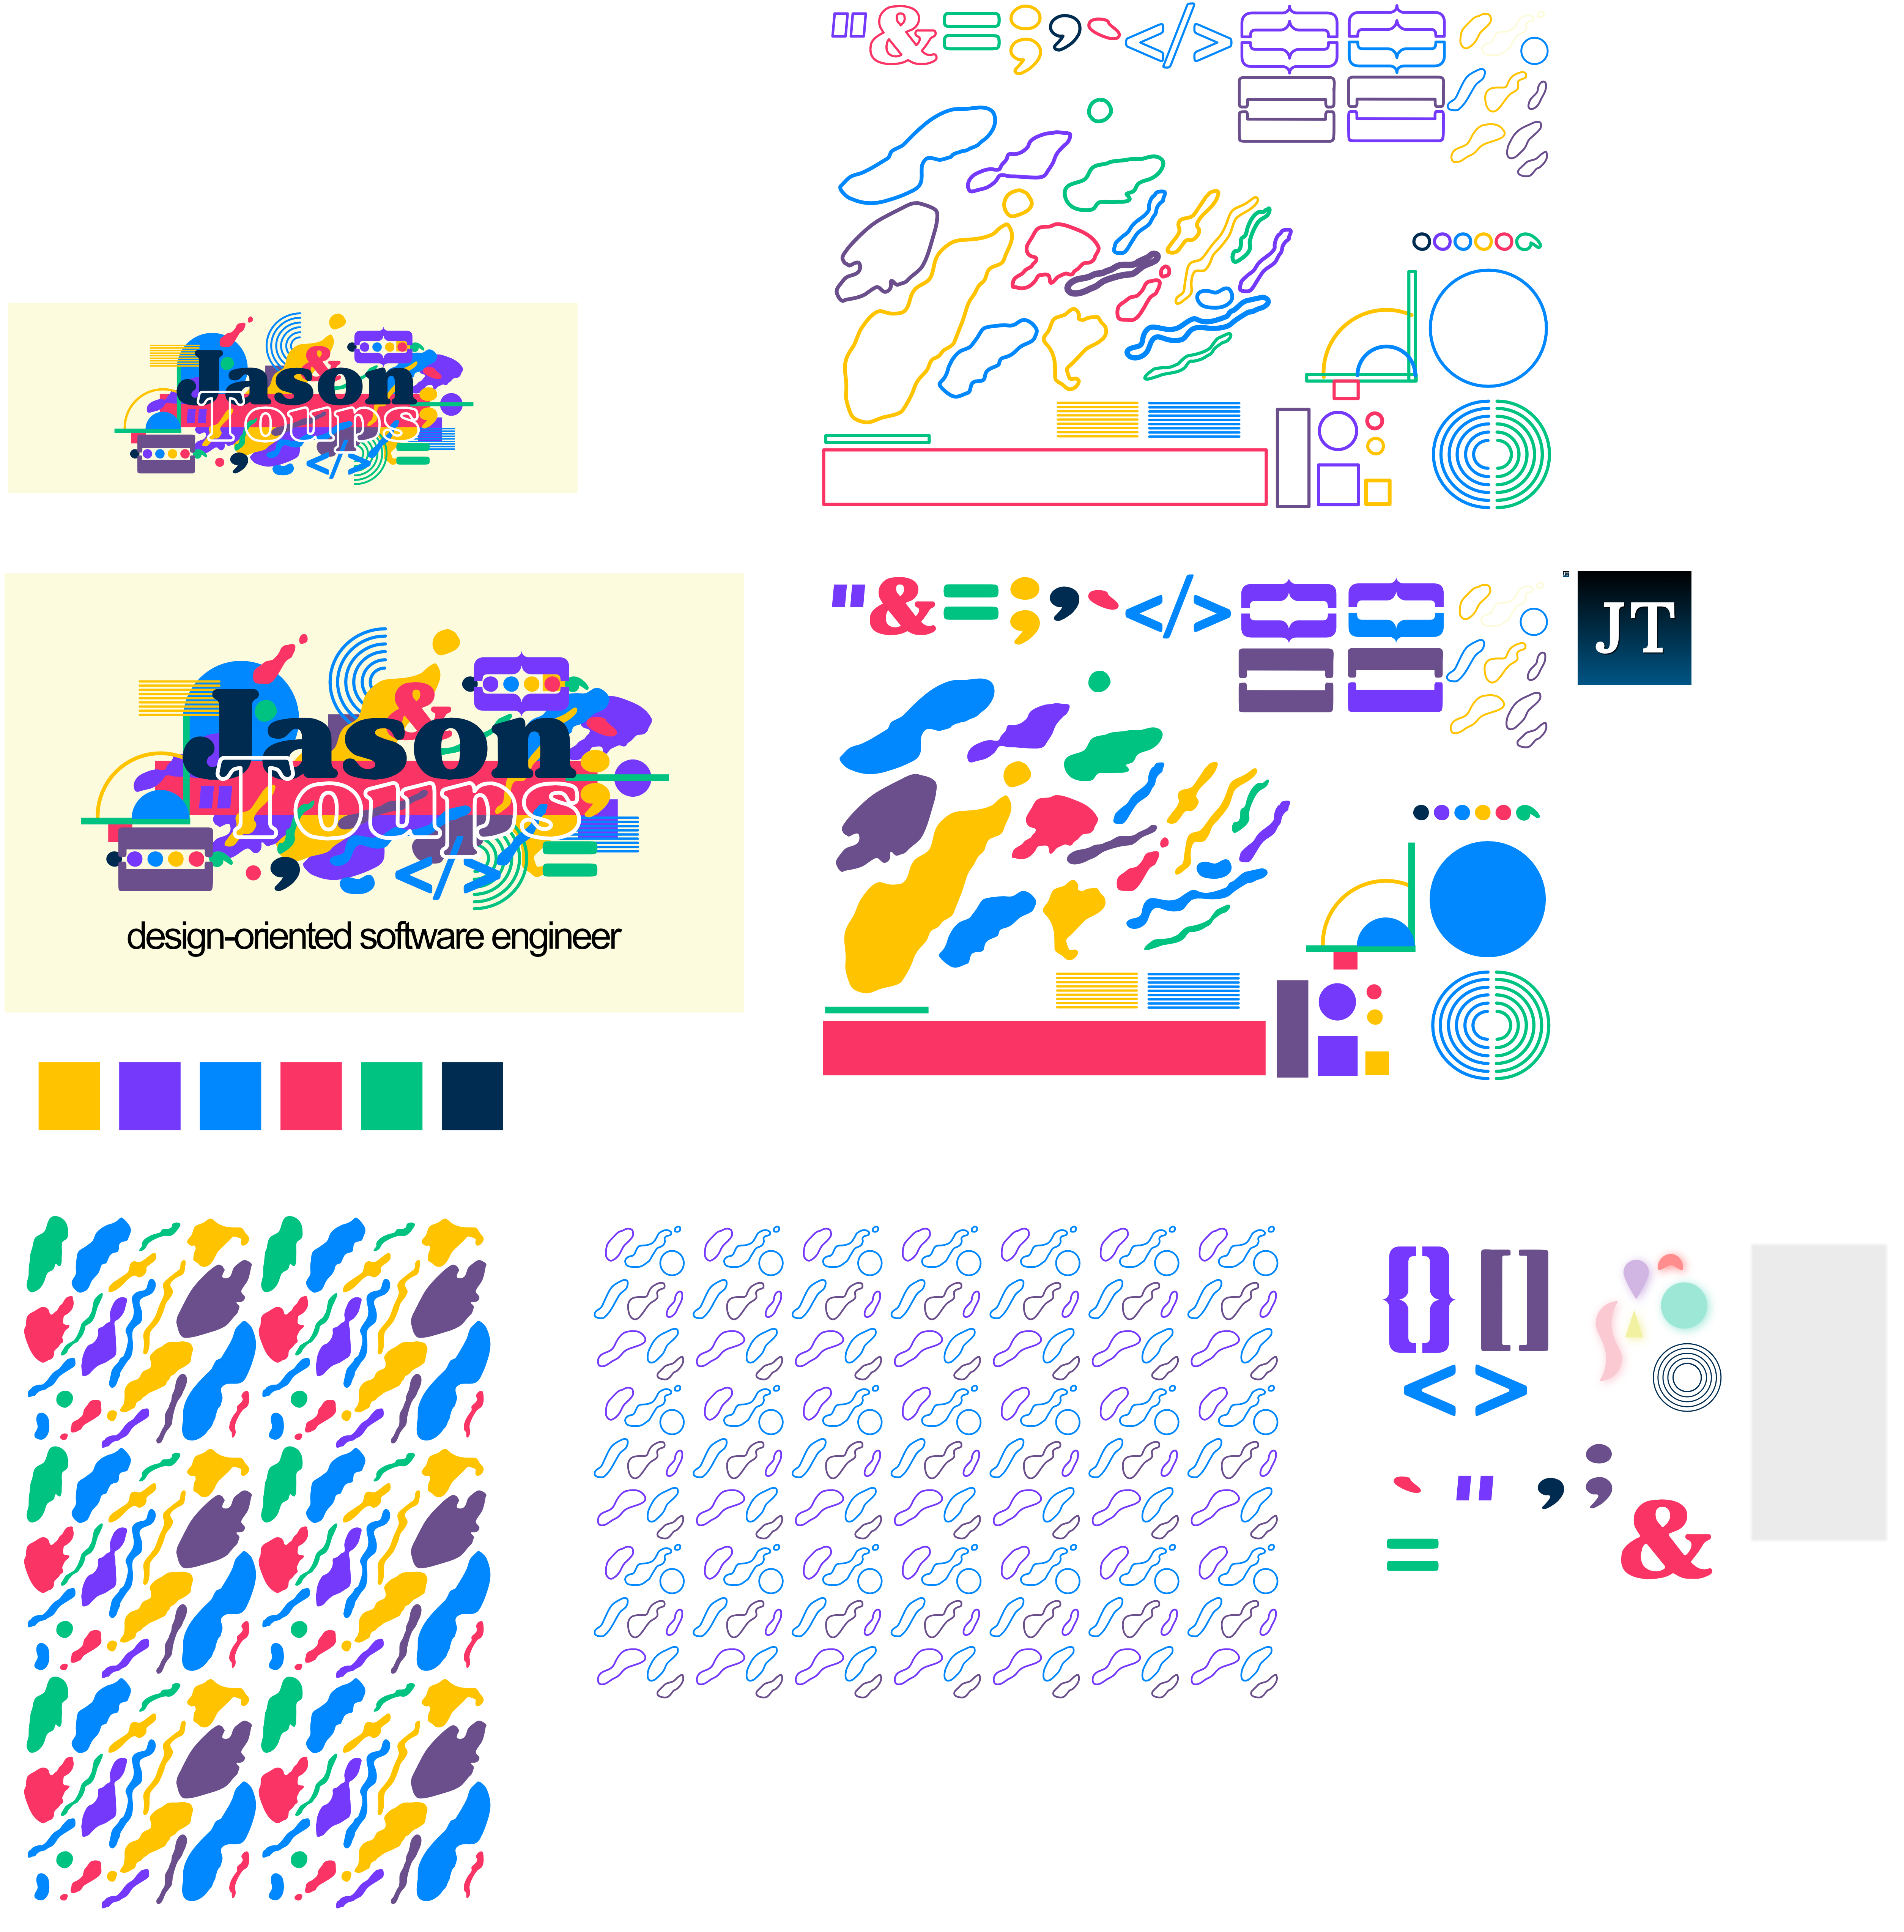 "&=;,`</>
&
Jason
Toups
"
,
</>
=
"&=;,`</>
JT
&
Jason
Toups
"
;
,
</>
=
design-oriented software engineer
{} []
<>
` " , ;
= &